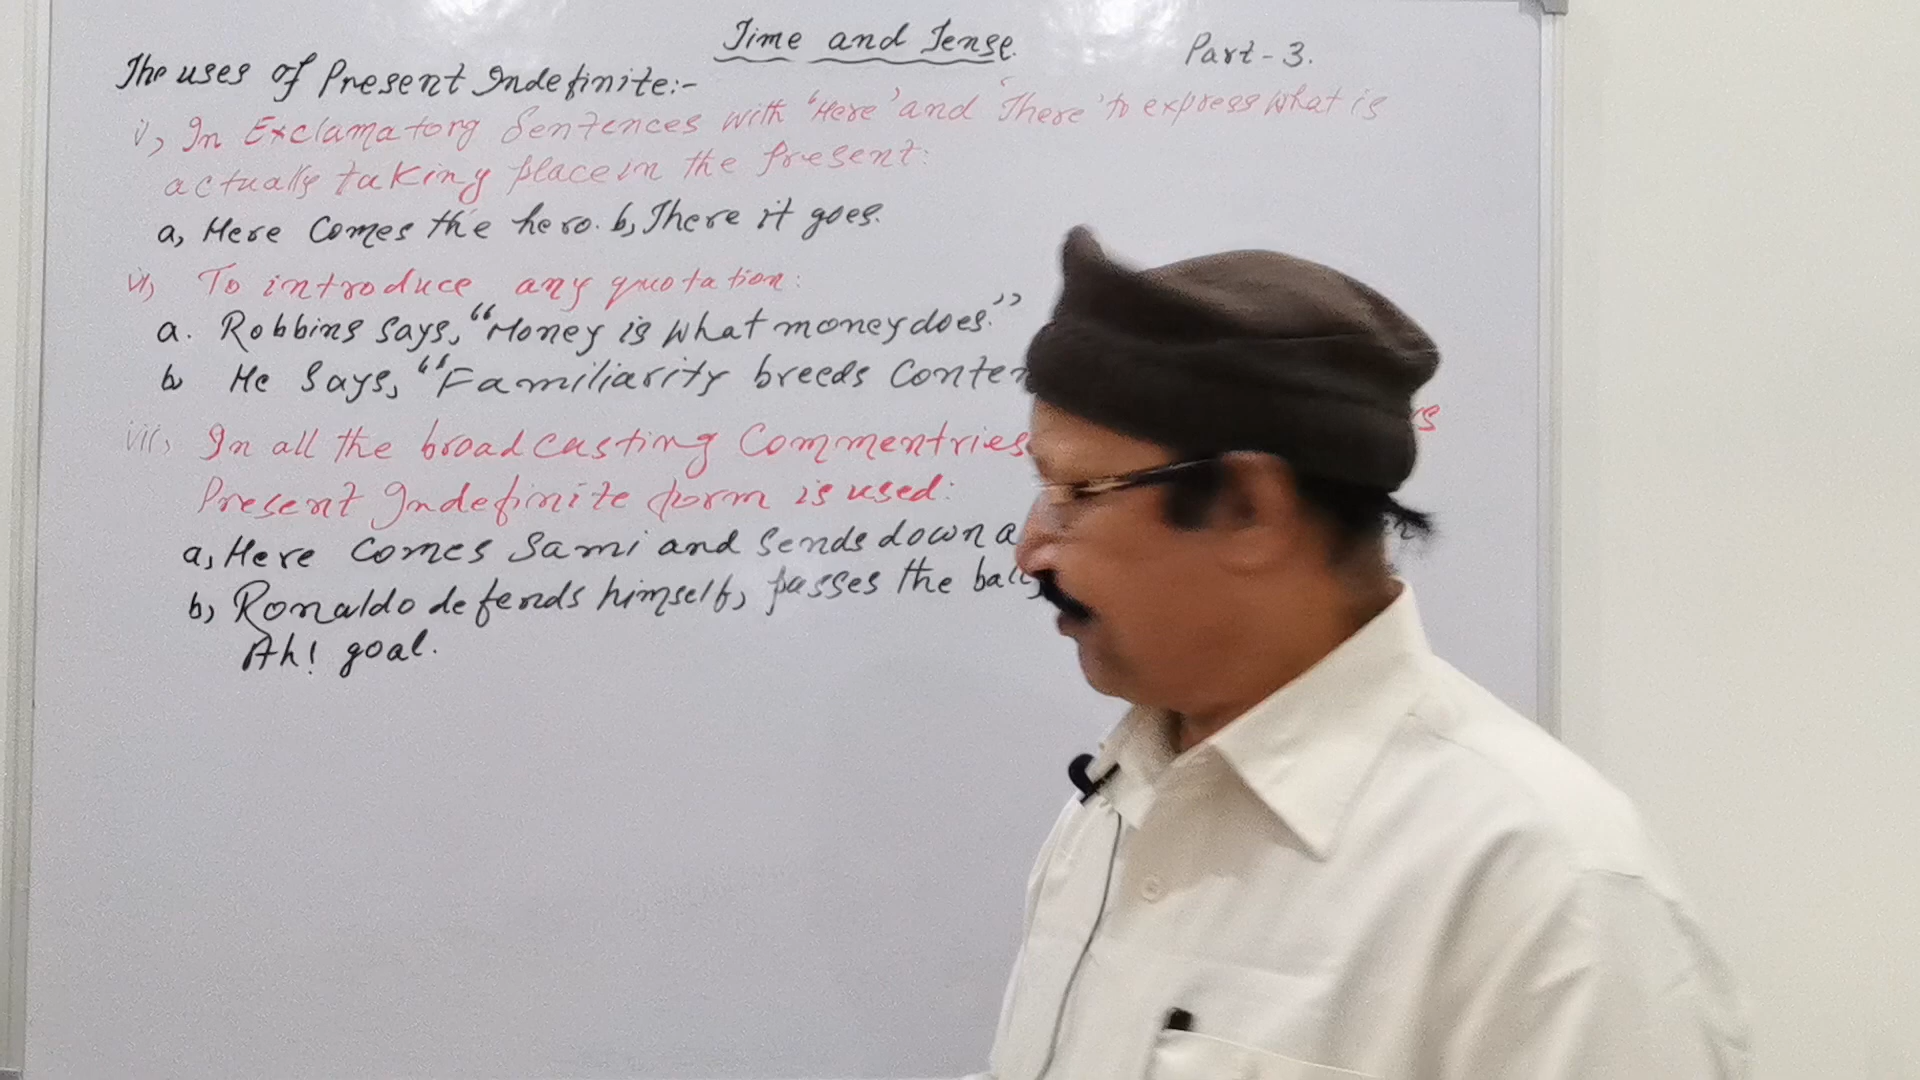 Time and Tense.
Part-3.
The uses of Present Indefinite:-
v, In Exclamatory Sentences with 'Here' and 'There' to express what is
actually taking place in the Present:
a, Here Comes the hero. b, There it goes.
vi, To introduce any quotation:
a. Robbins Says, "Money is what money does."
b He Says, "Familiarity breeds
vii, In all the broadcasting Commentries
Present Indefinite form is used:
a, Here Comes Sami and Sends down a
b, Ronaldo defends himself, passes the ball,
Ah! goal.